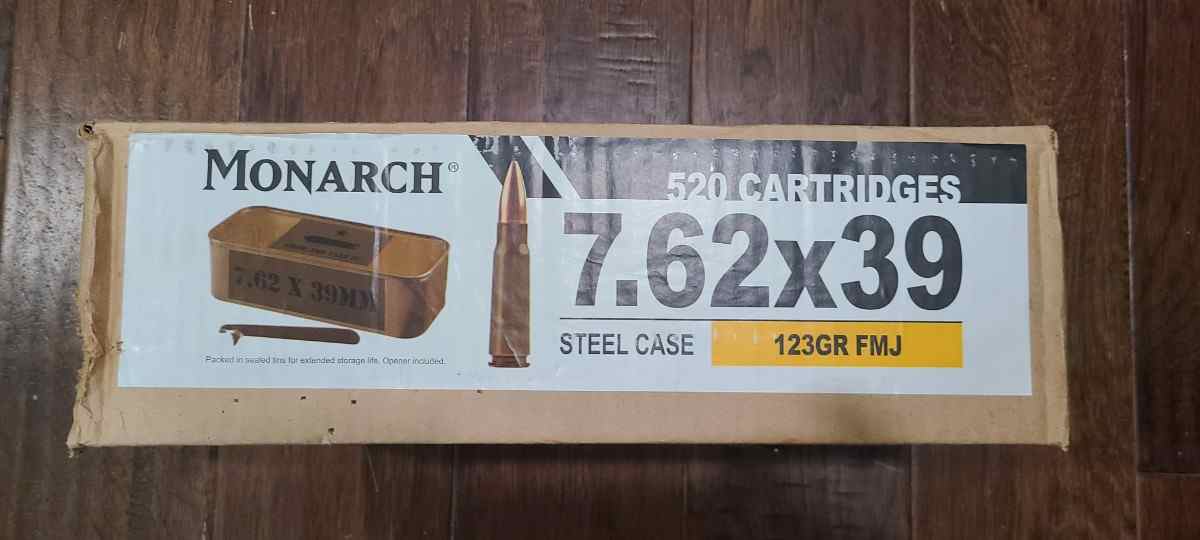 MONARCH®
520 CARTRIDGES
7.62x39
7.62 X 39MM
STEEL CASE
123GR FMJ
Packed in sealed tins for extended storage life. Opener included.